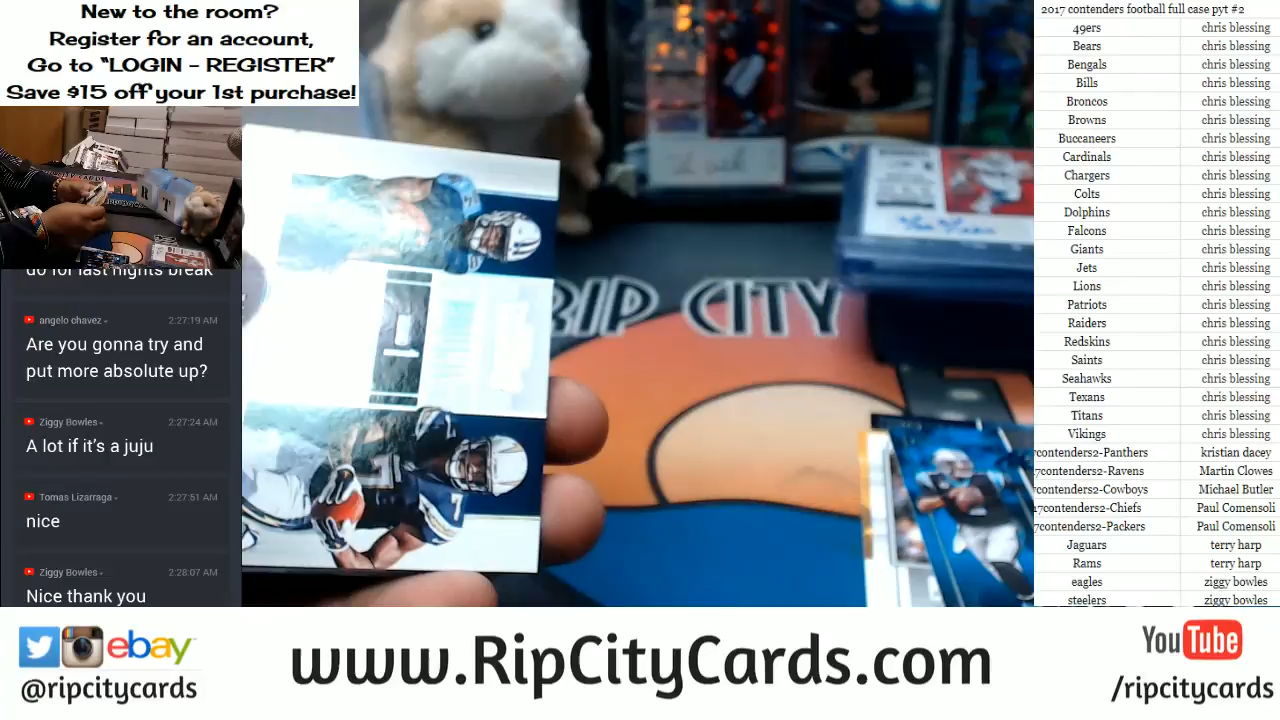 New to the room?
Register for an account,
Go to “LOGIN - REGISTER”
Save $15 off your 1st purchase!
do for last nights break
angelo chavez
2:27:19 AM
Are you gonna try and
put more absolute up?
Ziggy Bowles
2:27:24 AM
A lot if it's a juju
Tomas Lizarraga
2:27:51 AM
nice
Ziggy Bowles
2:28:07 AM
Nice thank you
RIP CITY
2017 contenders football full case pyt #2
49ers chris blessing
Bears chris blessing
Bengals chris blessing
Bills chris blessing
Broncos chris blessing
Browns chris blessing
Buccaneers chris blessing
Cardinals chris blessing
Chargers chris blessing
Colts chris blessing
Dolphins chris blessing
Falcons chris blessing
Giants chris blessing
Jets chris blessing
Lions chris blessing
Patriots chris blessing
Raiders chris blessing
Redskins chris blessing
Saints chris blessing
Seahawks chris blessing
Texans chris blessing
Titans chris blessing
Vikings chris blessing
7contenders2-Panthers kristian dacey
7contenders2-Ravens Martin Clowes
7contenders2-Cowboys Michael Butler
17contenders2-Chiefs Paul Comensoli
7contenders2-Packers Paul Comensoli
Jaguars terry harp
Rams terry harp
eagles ziggy bowles
steelers ziggy bowles
ebay
@ripcitycards
www.RipCityCards.com
YouTube
/ripcitycards